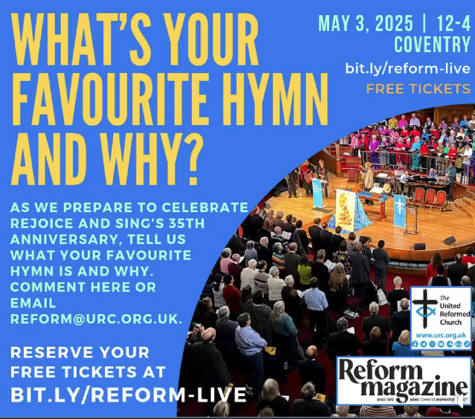 WHAT'S YOUR
FAVOURITE HYMN
AND WHY?
MAY 3, 2025 | 12-4
COVENTRY
bit.ly/reform-live
FREE TICKETS
AS WE PREPARE TO CELEBRATE
REJOICE AND SING'S 35TH
ANNIVERSARY, TELL US
WHAT YOUR FAVOURITE
HYMN IS AND WHY.
COMMENT HERE OR
EMAIL
REFORM@URC.ORG.UK.
RESERVE YOUR
FREE TICKETS AT
BIT.LY/REFORM-LIVE
The
United
Reformed
Church
www.urc.org.uk
Reform
magazine